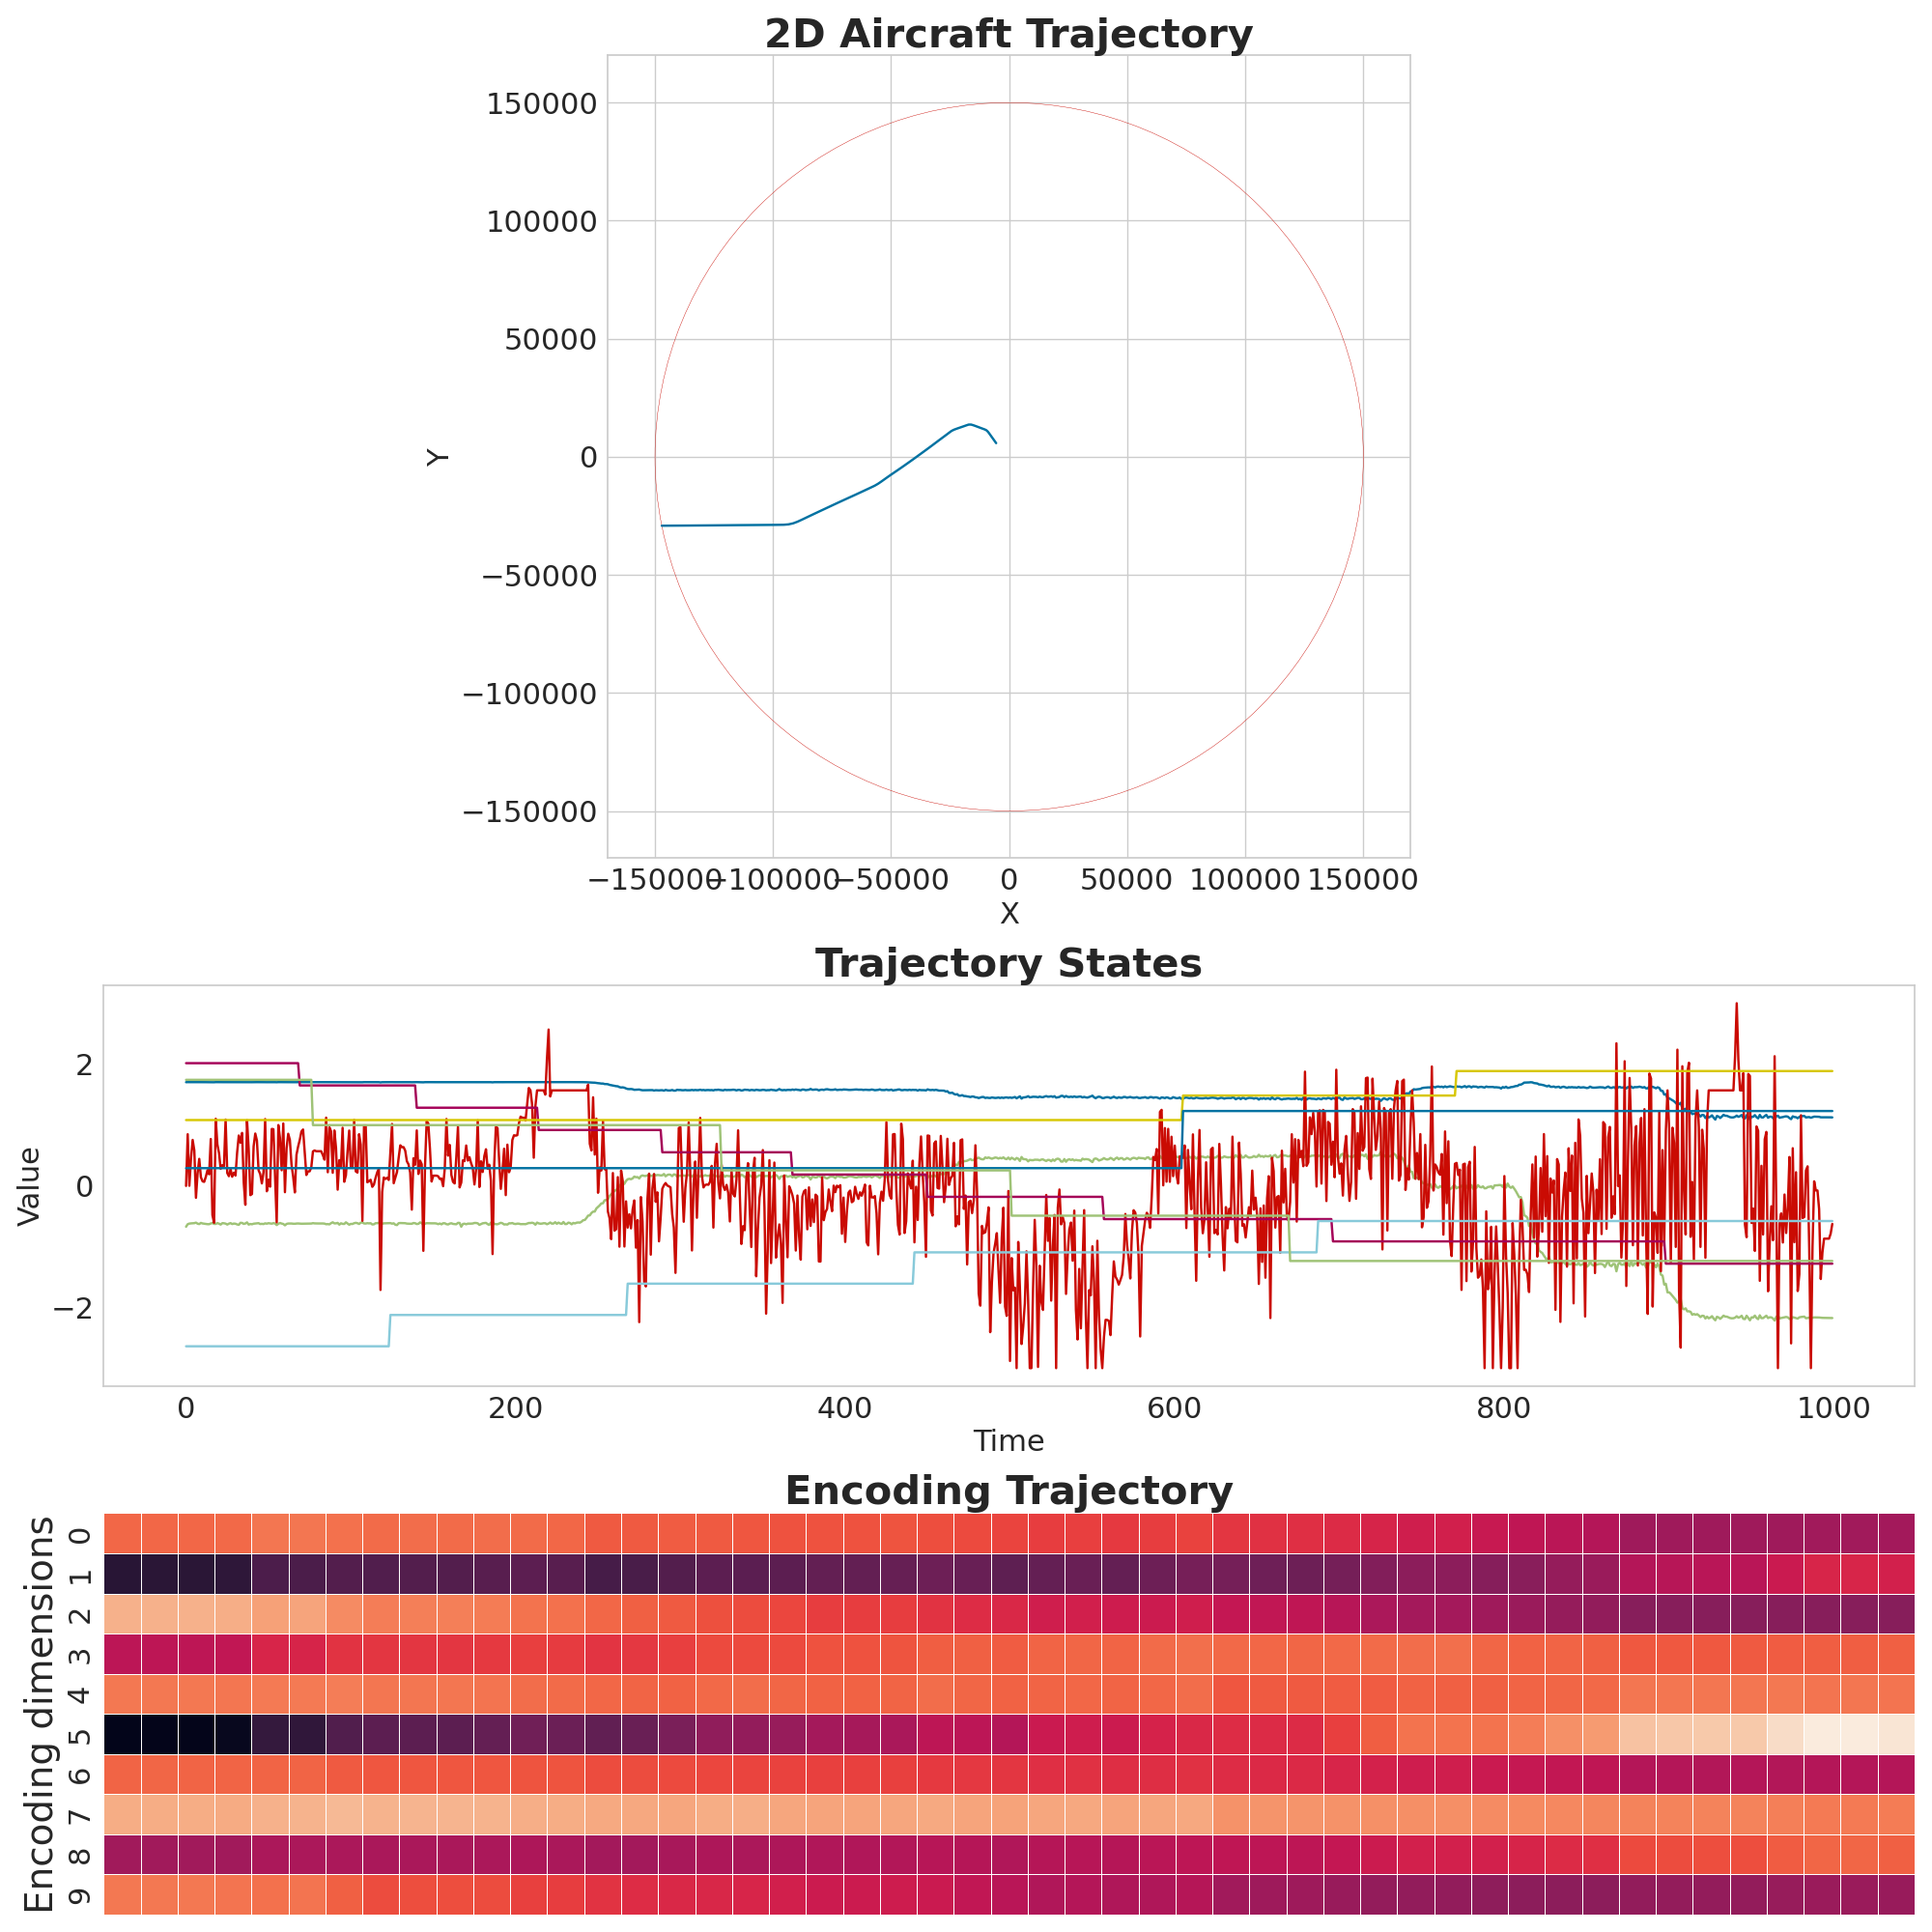 2D Aircraft Trajectory
150000
100000
50000
0
−50000
−100000
−150000
Y
−150000 −100000 −50000 0 50000 100000 150000
X
Trajectory States
2
0
−2
Value
0 200 400 600 800 1000
Time
Encoding Trajectory
0
1
2
3
4
5
6
7
8
9
Encoding dimensions